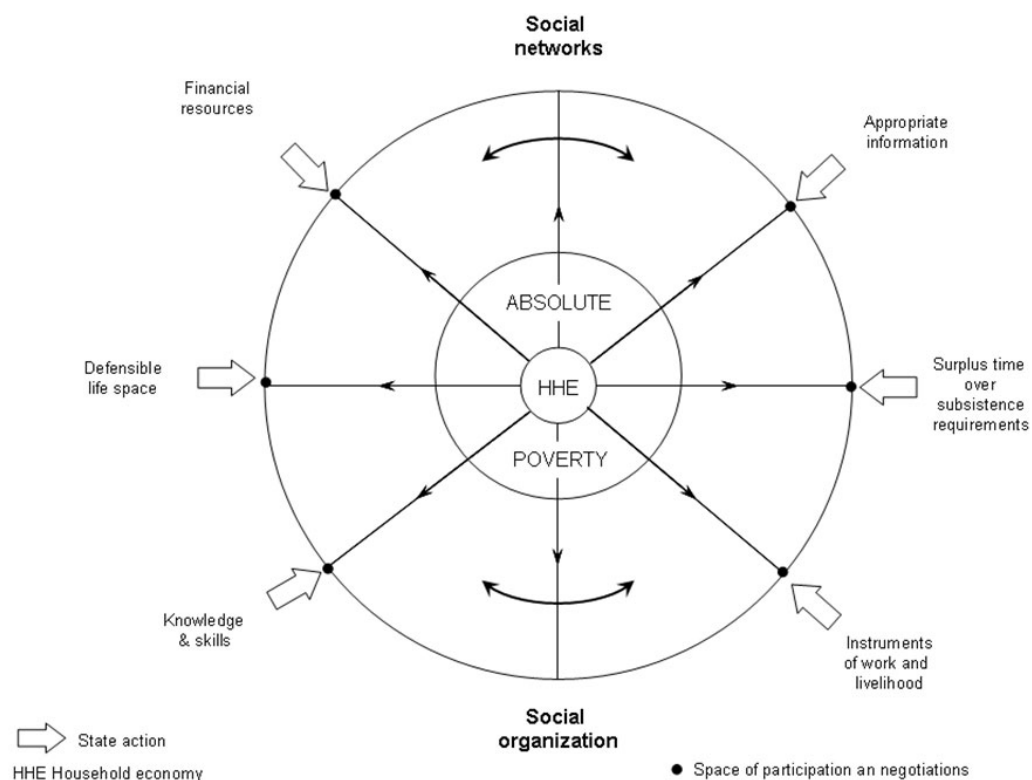 Social
networks
Financial
resources
Appropriate
information
ABSOLUTE
Defensible
life space
HHE
Surplus time
over
subsistence
requirements
POVERTY
Knowledge
& skills
Instruments
of work and
livelihood
Social
organization
State action
HHE Household economy
Space of participation an negotiations